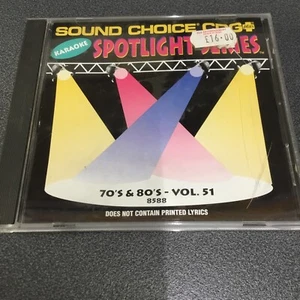 SOUND CHOICE CDG
KARAOKE
SPOTLIGHT SERIES
£16.00
70'S & 80'S - VOL. 51
8588
DOES NOT CONTAIN PRINTED LYRICS